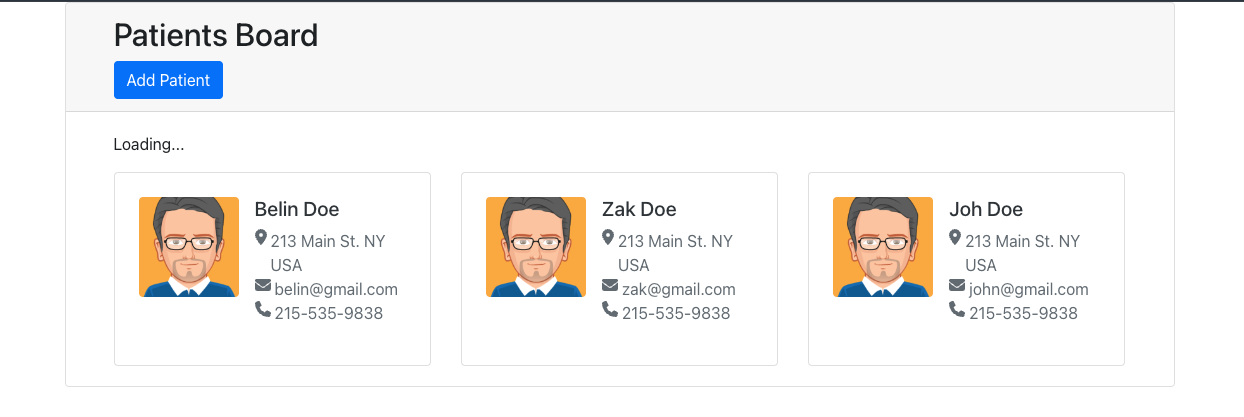 Patients Board
Add Patient
Loading...
Belin Doe
213 Main St. NY
USA
belin@gmail.com
215-535-9838
Zak Doe
213 Main St. NY
USA
zak@gmail.com
215-535-9838
Joh Doe
213 Main St. NY
USA
john@gmail.com
215-535-9838